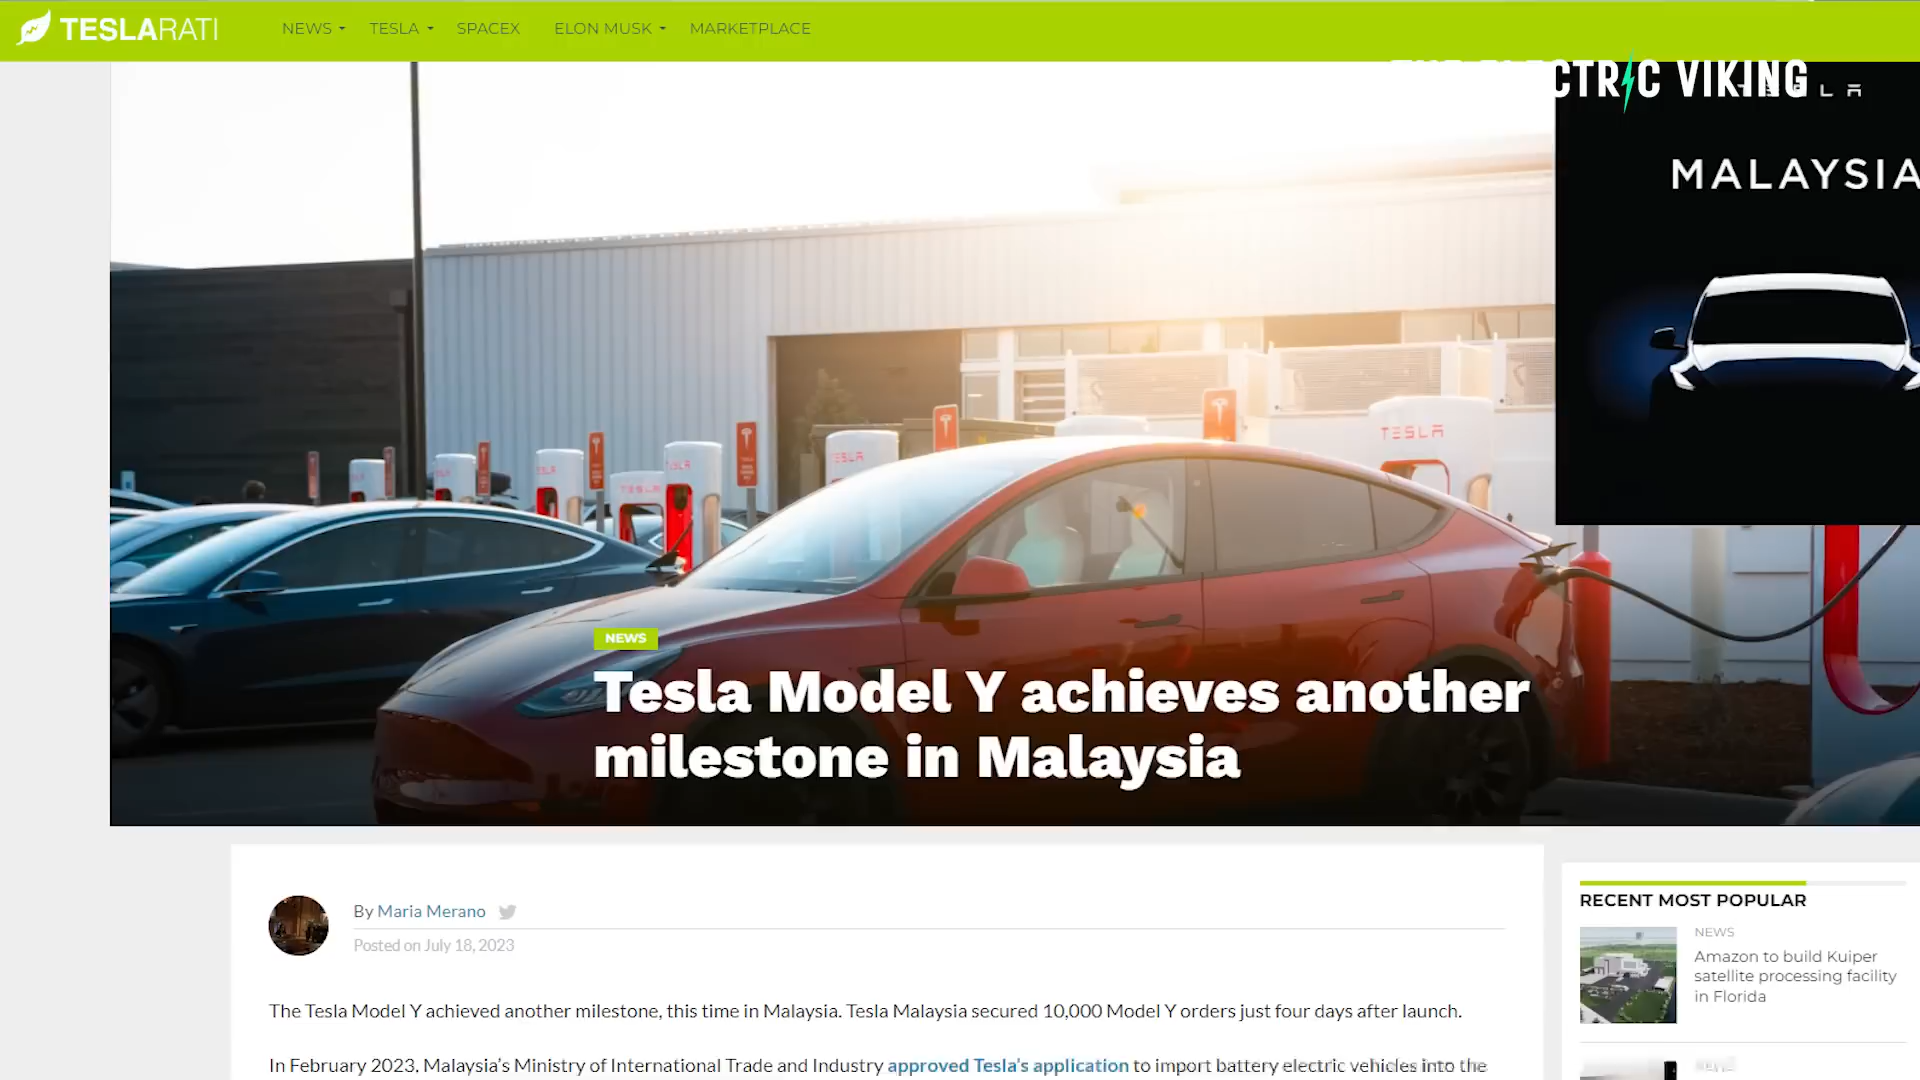 TESLARATI
NEWS
TESLA
SPACEX
ELON MUSK
MARKETPLACE
CTRIC VIKING
MALAYSIA
TESLA
TESLA
TESLA
TESLA
NEWS
Tesla Model Y achieves another
milestone in Malaysia
By Maria Merano
Posted on July 18, 2023
The Tesla Model Y achieved another milestone, this time in Malaysia. Tesla Malaysia secured 10,000 Model Y orders just four days after launch.
In February 2023, Malaysia's Ministry of International Trade and Industry approved Tesla's application to import battery electric vehicles into the
RECENT MOST POPULAR
NEWS
Amazon to build Kuiper
satellite processing facility
in Florida